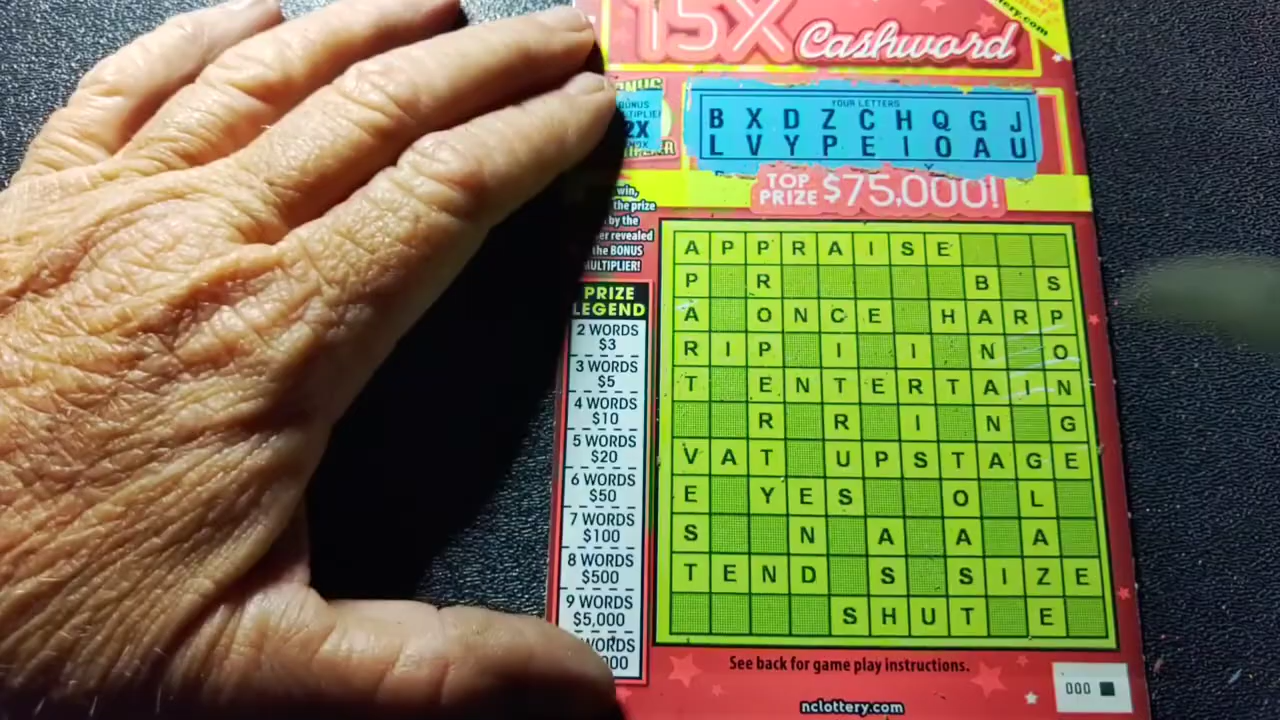 15X Cashword
BONUS
2X
YOUR LETTERS
B X D Z C H Q G J
L V Y P E I O A U
TOP PRIZE $75,000!
win,
the prize
by the
revealed
the BONUS
MULTIPLIER!
PRIZE
LEGEND
2 WORDS
$3
3 WORDS
$5
4 WORDS
$10
5 WORDS
$20
6 WORDS
$50
7 WORDS
$100
8 WORDS
$500
9 WORDS
$5,000
WORDS
A P P R A I S E
P R B S
A O N C E H A R P
R I P I I N O
T E N T E R T A I N
R R I N G
V A T U P S T A G E
E Y E S O L
S N A A A
T E N D S S I Z E
S H U T E
See back for game play instructions.
nclottery.com
000